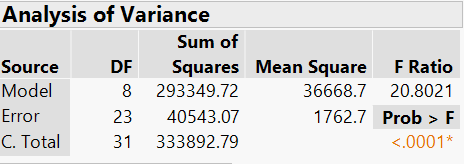 Analysis of Variance
Sum of
Source DF Squares Mean Square F Ratio
Model 8 293349.72 36668.7 20.8021
Error 23 40543.07 1762.7 Prob > F
C. Total 31 333892.79 <.0001*